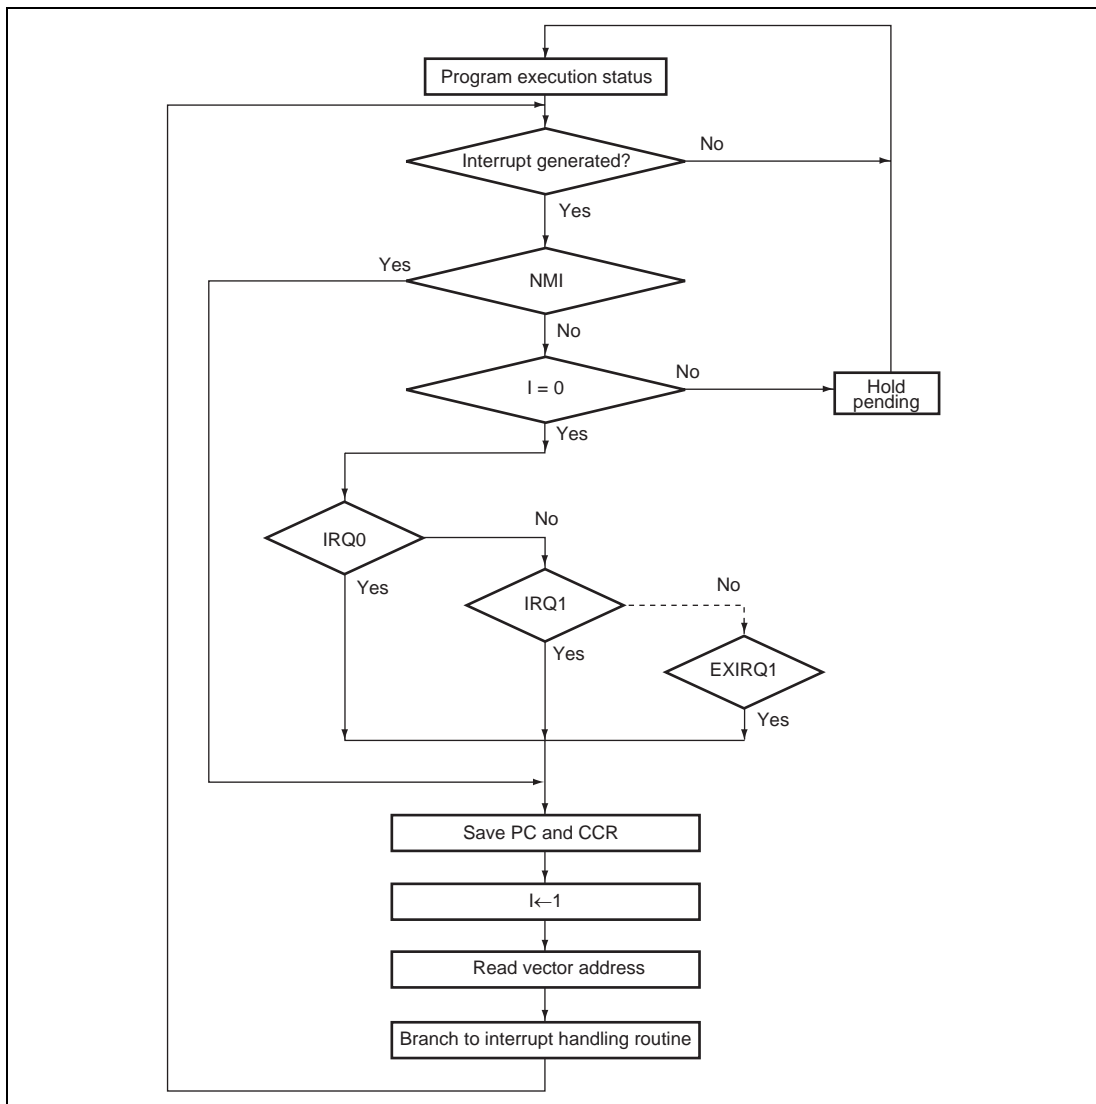 Program execution status
Interrupt generated?
No
Yes
Yes
NMI
No
I = 0
No
Hold
pending
Yes
IRQ0
No
Yes
IRQ1
No
Yes
EXIRQ1
Yes
Save PC and CCR
I←1
Read vector address
Branch to interrupt handling routine